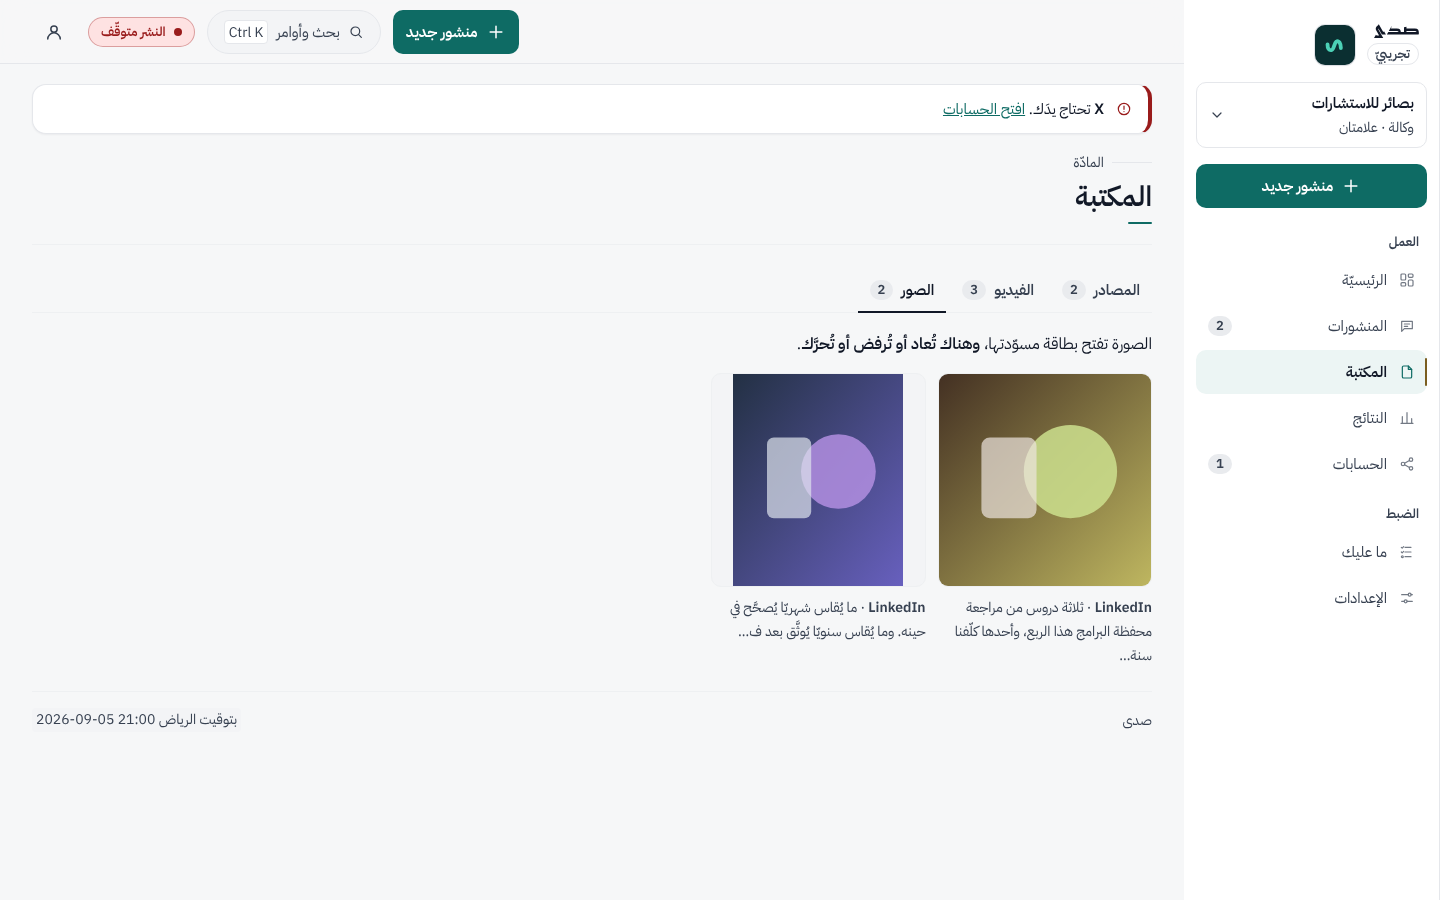 صدى
تجريبيّ
بصائر للاستشارات
وكالة · علامتان
منشور جديد
العمل
الرئيسيّة
المنشورات 2
المكتبة
النتائج
الحسابات 1
الضبط
ما عليك
الإعدادات
منشور جديد
بحث وأوامر Ctrl K
النشر متوقّف
X تحتاج يدَك. افتح الحسابات
المادّة
المكتبة
المصادر 2
الفيديو 3
الصور 2
الصورة تفتح بطاقة مسوّدتها، وهناك تُعاد أو تُرفض أو تُحرَّك.
LinkedIn · ثلاثة دروس من مراجعة
محفظة البرامج هذا الربع، وأحدها كلّفنا
سنة…
LinkedIn · ما يُقاس شهريًا يُصحَّح في
حينه. وما يُقاس سنويًا يُوثَّق بعد ف…
صدى
بتوقيت الرياض 21:00 2026-09-05